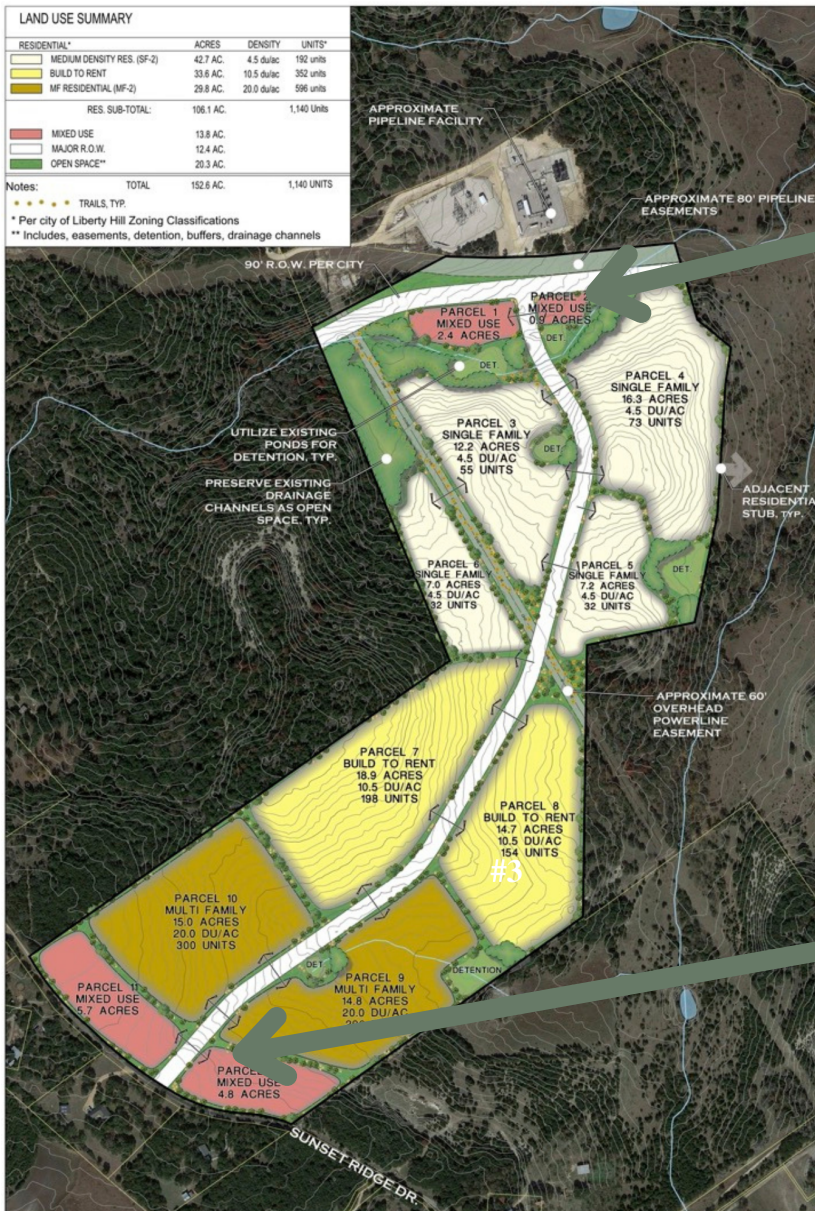 LAND USE SUMMARY
RESIDENTIAL* ACRES DENSITY UNITS*
MEDIUM DENSITY RES. (SF-2) 42.7 AC. 4.5 du/ac 192 units
BUILD TO RENT 33.6 AC. 10.5 du/ac 352 units
MF RESIDENTIAL (MF-2) 29.8 AC. 20.0 du/ac 596 units
RES. SUB-TOTAL: 106.1 AC. 1,140 Units
MIXED USE 13.8 AC.
MAJOR R.O.W. 12.4 AC.
OPEN SPACE** 20.3 AC.
Notes: TOTAL 152.6 AC. 1,140 UNITS
TRAILS, TYP.
* Per city of Liberty Hill Zoning Classifications
** Includes, easements, detention, buffers, drainage channels
APPROXIMATE
PIPELINE FACILITY
APPROXIMATE 80' PIPELINE
EASEMENTS
90' R.O.W. PER CITY
PARCEL 1
MIXED USE
2.4 ACRES
PARCEL 2
MIXED USE
0.9 ACRES
DET
DET
PARCEL 4
SINGLE FAMILY
16.3 ACRES
4.5 DU/AC
73 UNITS
UTILIZE EXISTING
PONDS FOR
DETENTION, TYP.
PARCEL 3
SINGLE FAMILY
12.2 ACRES
4.5 DU/AC
55 UNITS
DET
PRESERVE EXISTING
DRAINAGE
CHANNELS AS OPEN
SPACE, TYP.
ADJACENT
STUB, TYP.
PARCEL 6
SINGLE FAMILY
7.0 ACRES
4.5 DU/AC
32 UNITS
PARCEL 5
SINGLE FAMILY
7.2 ACRES
4.5 DU/AC
32 UNITS
DET
APPROXIMATE 60'
OVERHEAD
POWERLINE
EASEMENT
PARCEL 7
BUILD TO RENT
18.9 ACRES
10.5 DU/AC
198 UNITS
PARCEL 8
BUILD TO RENT
14.7 ACRES
10.5 DU/AC
154 UNITS
#3
PARCEL 10
MULTI FAMILY
15.0 ACRES
20.0 DU/AC
300 UNITS
DET
PARCEL 9
MULTI FAMILY
14.8 ACRES
20.0 DU/AC
DETENTION
PARCEL 11
MIXED USE
5.7 ACRES
PARCEL
MIXED USE
4.8 ACRES
SUNSET RIDGE DR.